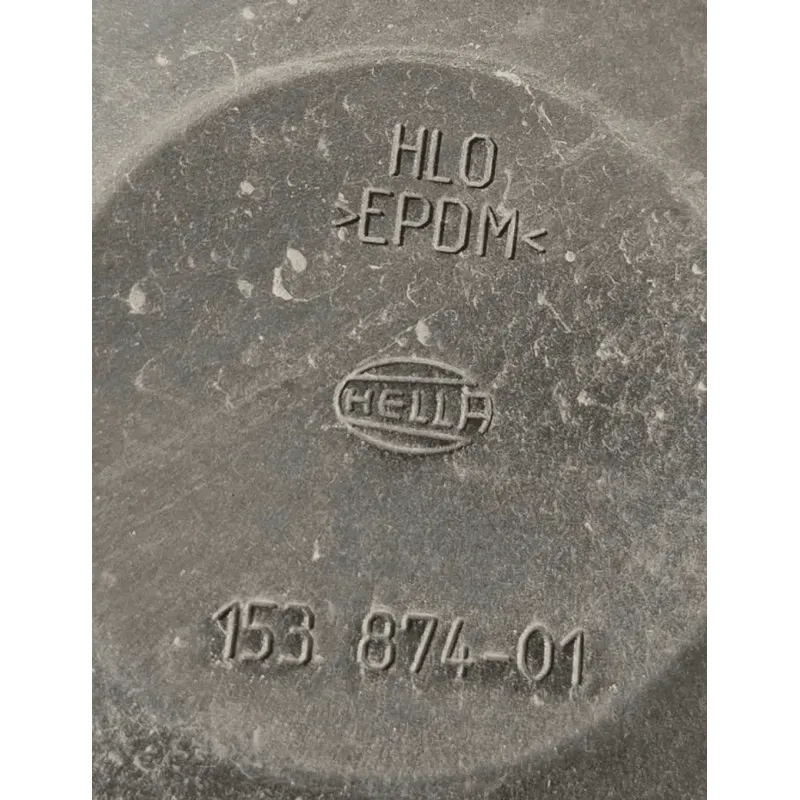 HLO
>EPDM<
HELLA
153 874-01